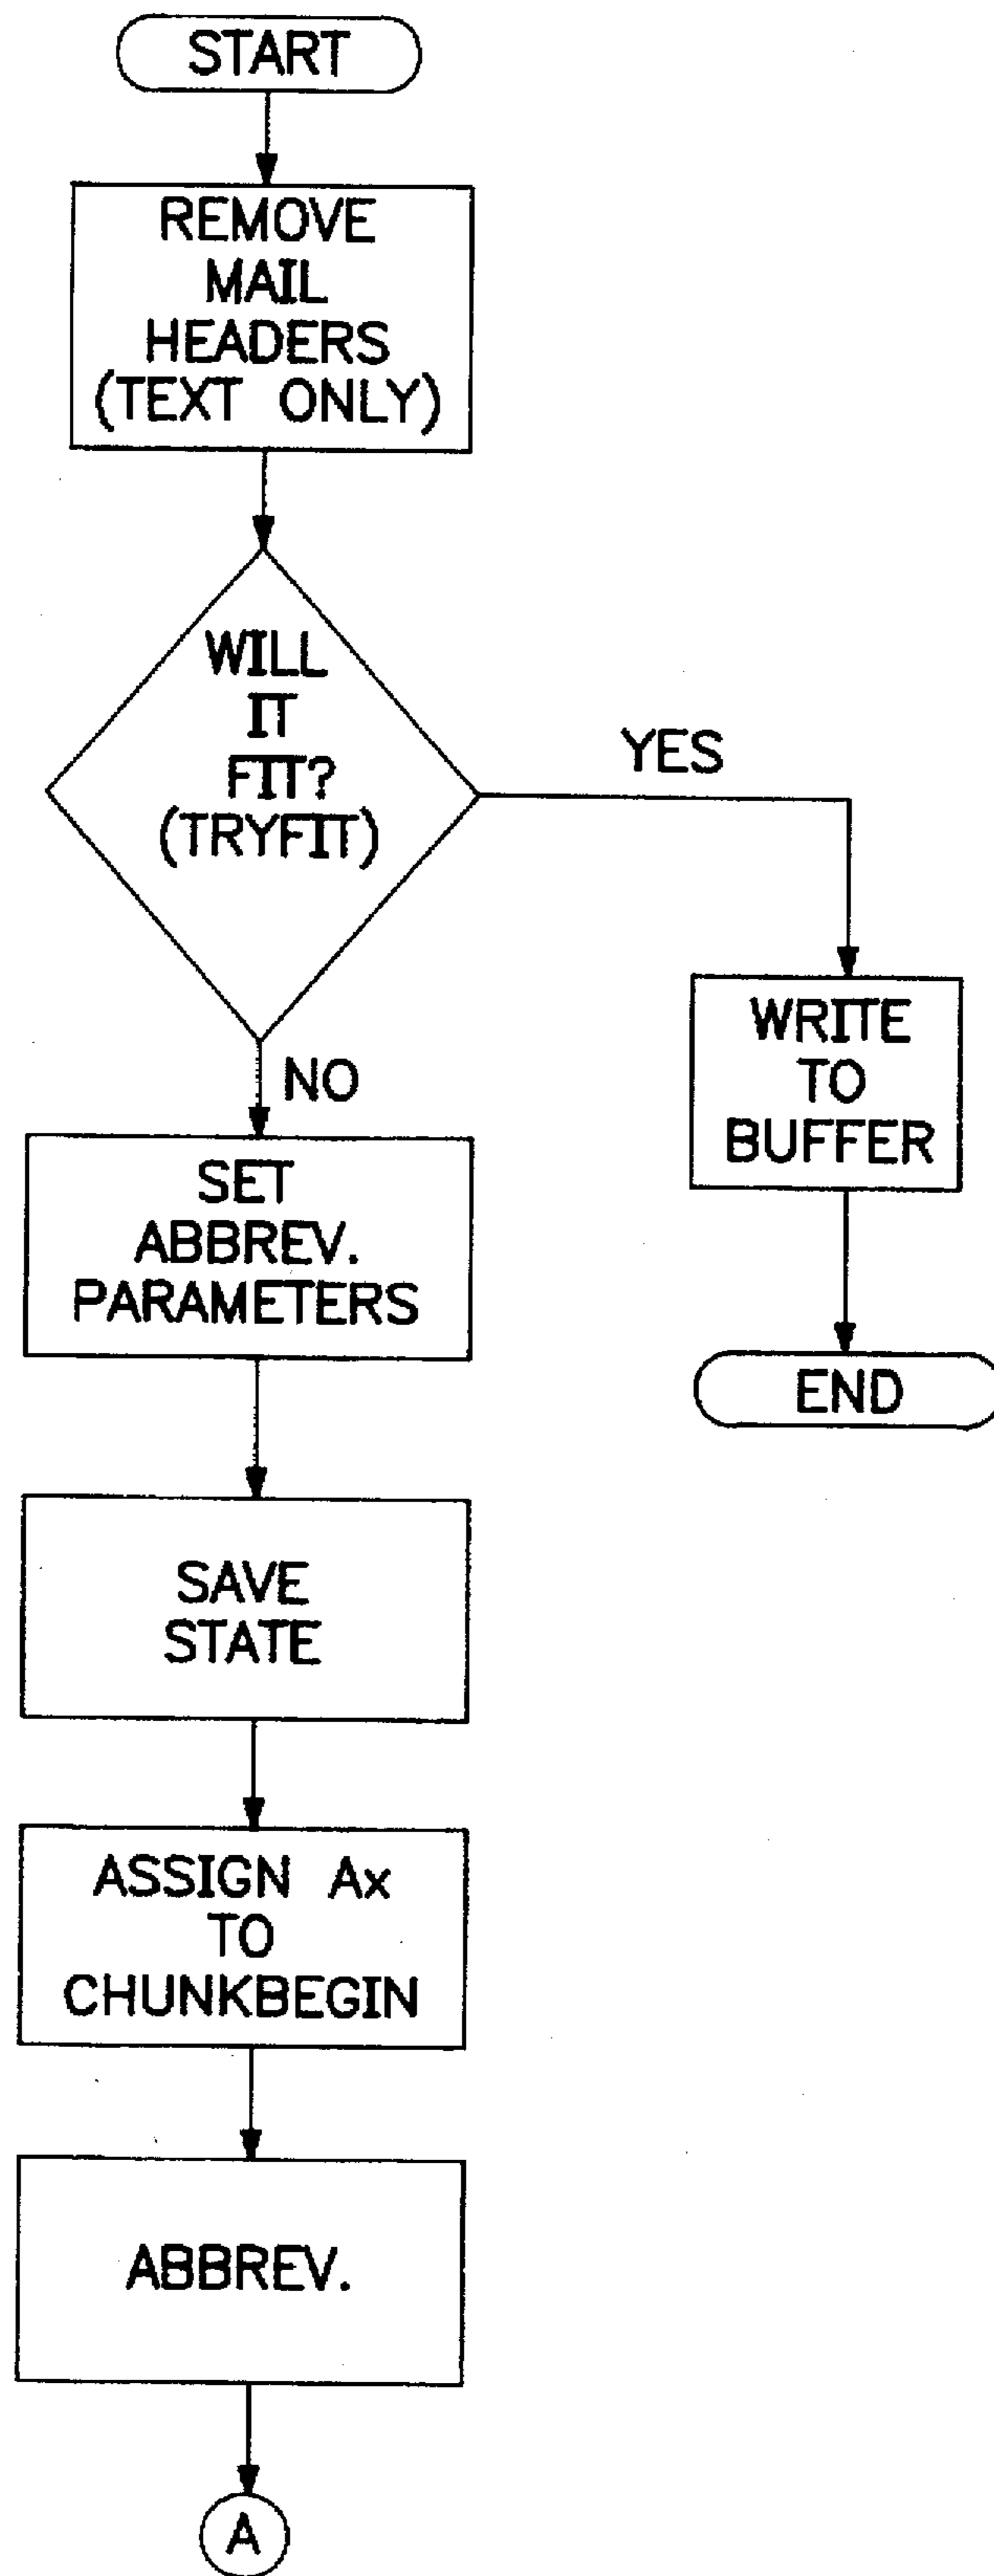 START
REMOVE
MAIL
HEADERS
(TEXT ONLY)
WILL
IT
FIT?
(TRYFIT)
YES
NO
WRITE
TO
BUFFER
END
SET
ABBREV.
PARAMETERS
SAVE
STATE
ASSIGN Ax
TO
CHUNKBEGIN
ABBREV.
A